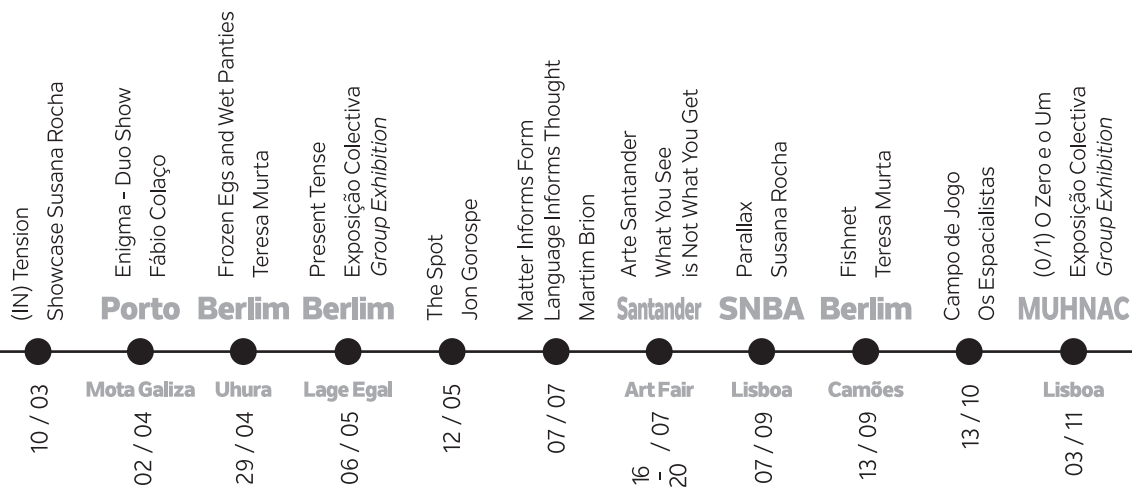 (IN) Tension
Showcase Susana Rocha
10 / 03
Enigma - Duo Show
Fábio Colaço
Porto
Mota Galiza
02 / 04
Frozen Egs and Wet Panties
Teresa Murta
Berlim
Uhura
29 / 04
Present Tense
Exposição Colectiva
Group Exhibition
Berlim
Lage Egal
06 / 05
The Spot
Jon Gorospe
12 / 05
Matter Informs Form
Language Informs Thought
Martim Brion
07 / 07
Arte Santander
What You See
is Not What You Get
Santander
Art Fair
16
-
20
/ 07
Parallax
Susana Rocha
SNBA
Lisboa
07 / 09
Fishnet
Teresa Murta
Berlim
Camões
13 / 09
Campo de Jogo
Os Espacialistas
13 / 10
(0/1) O Zero e o Um
Exposição Colectiva
Group Exhibition
MUHNAC
Lisboa
03 / 11